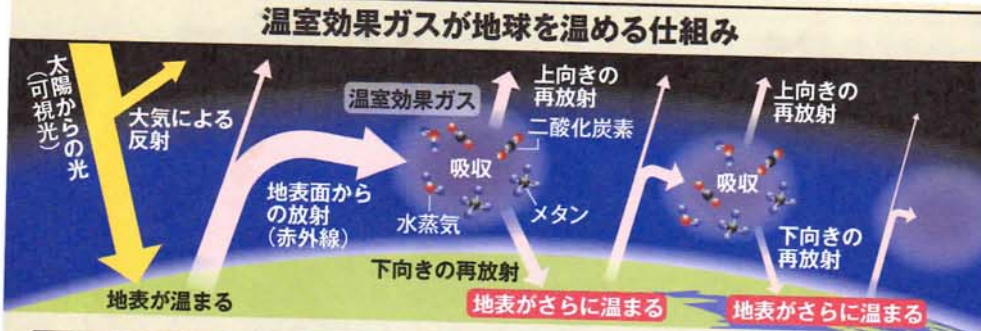 温室効果ガスが地球を温める仕組み
太陽からの光
(可視光)
大気による
反射
地表が温まる
地表面から
の放射
(赤外線)
温室効果ガス
上向きの
再放射
二酸化炭素
吸収
水蒸気
メタン
下向きの再放射
地表がさらに温まる
上向きの
再放射
吸収
下向きの
再放射
地表がさらに温まる